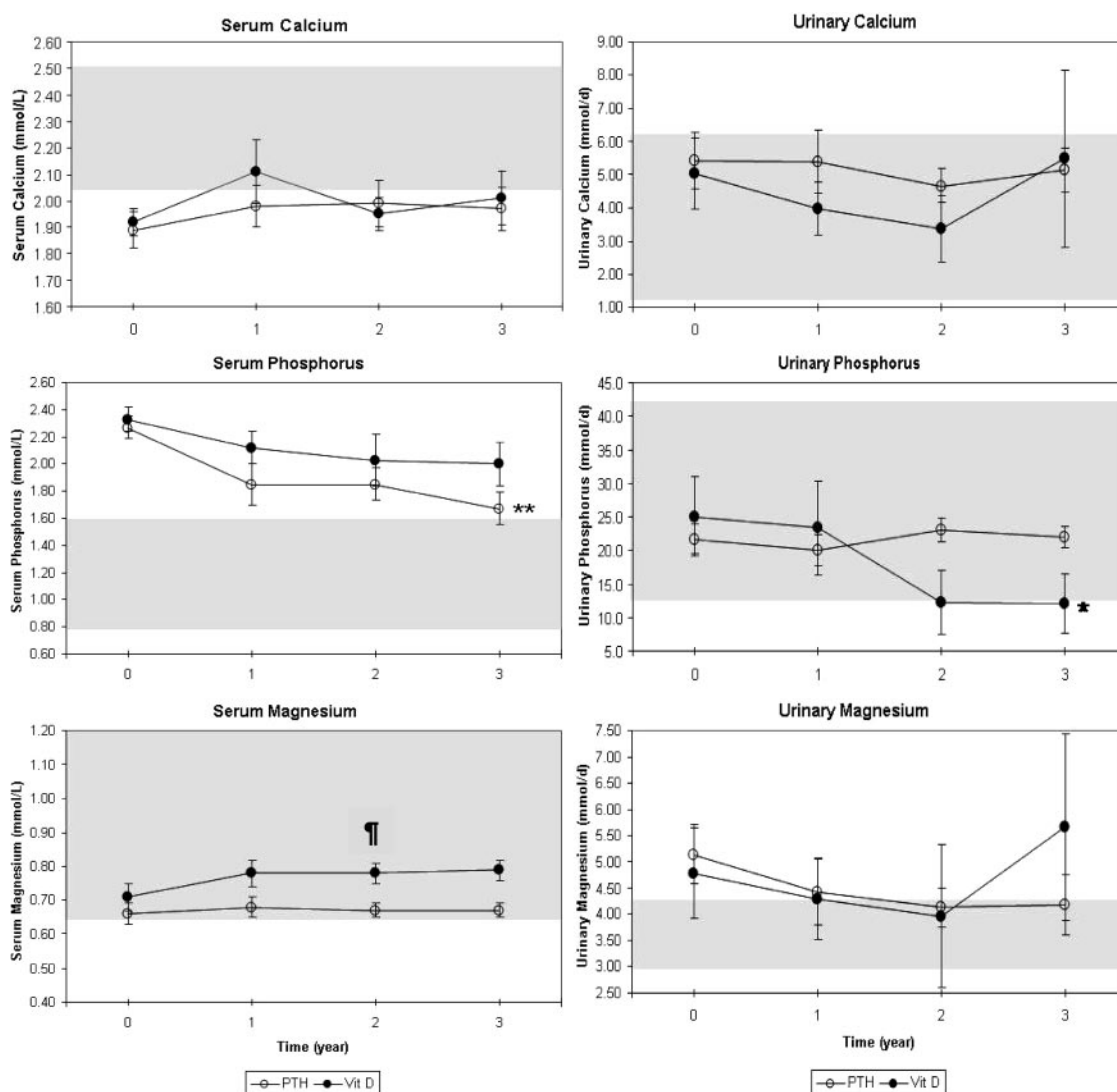 Serum Calcium
Serum Calcium (mmol/L)
2.60
2.50
2.40
2.30
2.20
2.10
2.00
1.90
1.80
1.70
1.60
0 1 2 3
Urinary Calcium
Urinary Calcium (mmol/d)
9.00
8.00
7.00
6.00
5.00
4.00
3.00
2.00
1.00
0 1 2 3
Serum Phosphorus
Serum Phosphorus (mmol/L)
2.60
2.40
2.20
2.00
1.80
1.60
1.40
1.20
1.00
0.80
0.60
**
0 1 2 3
Urinary Phosphorus
Urinary Phosphorus (mmol/d)
45.0
40.0
35.0
30.0
25.0
20.0
15.0
10.0
5.0
*
0 1 2 3
Serum Magnesium
Serum Magnesium (mmol/L)
1.20
1.10
1.00
0.90
0.80
0.70
0.60
0.50
0.40
¶
0 1 2 3
Time (year)
PTH Vit D
Urinary Magnesium
Urinary Magnesium (mmol/d)
7.50
7.00
6.50
6.00
5.50
5.00
4.50
4.00
3.50
3.00
2.50
0 1 2 3
Time (year)
PTH Vit D